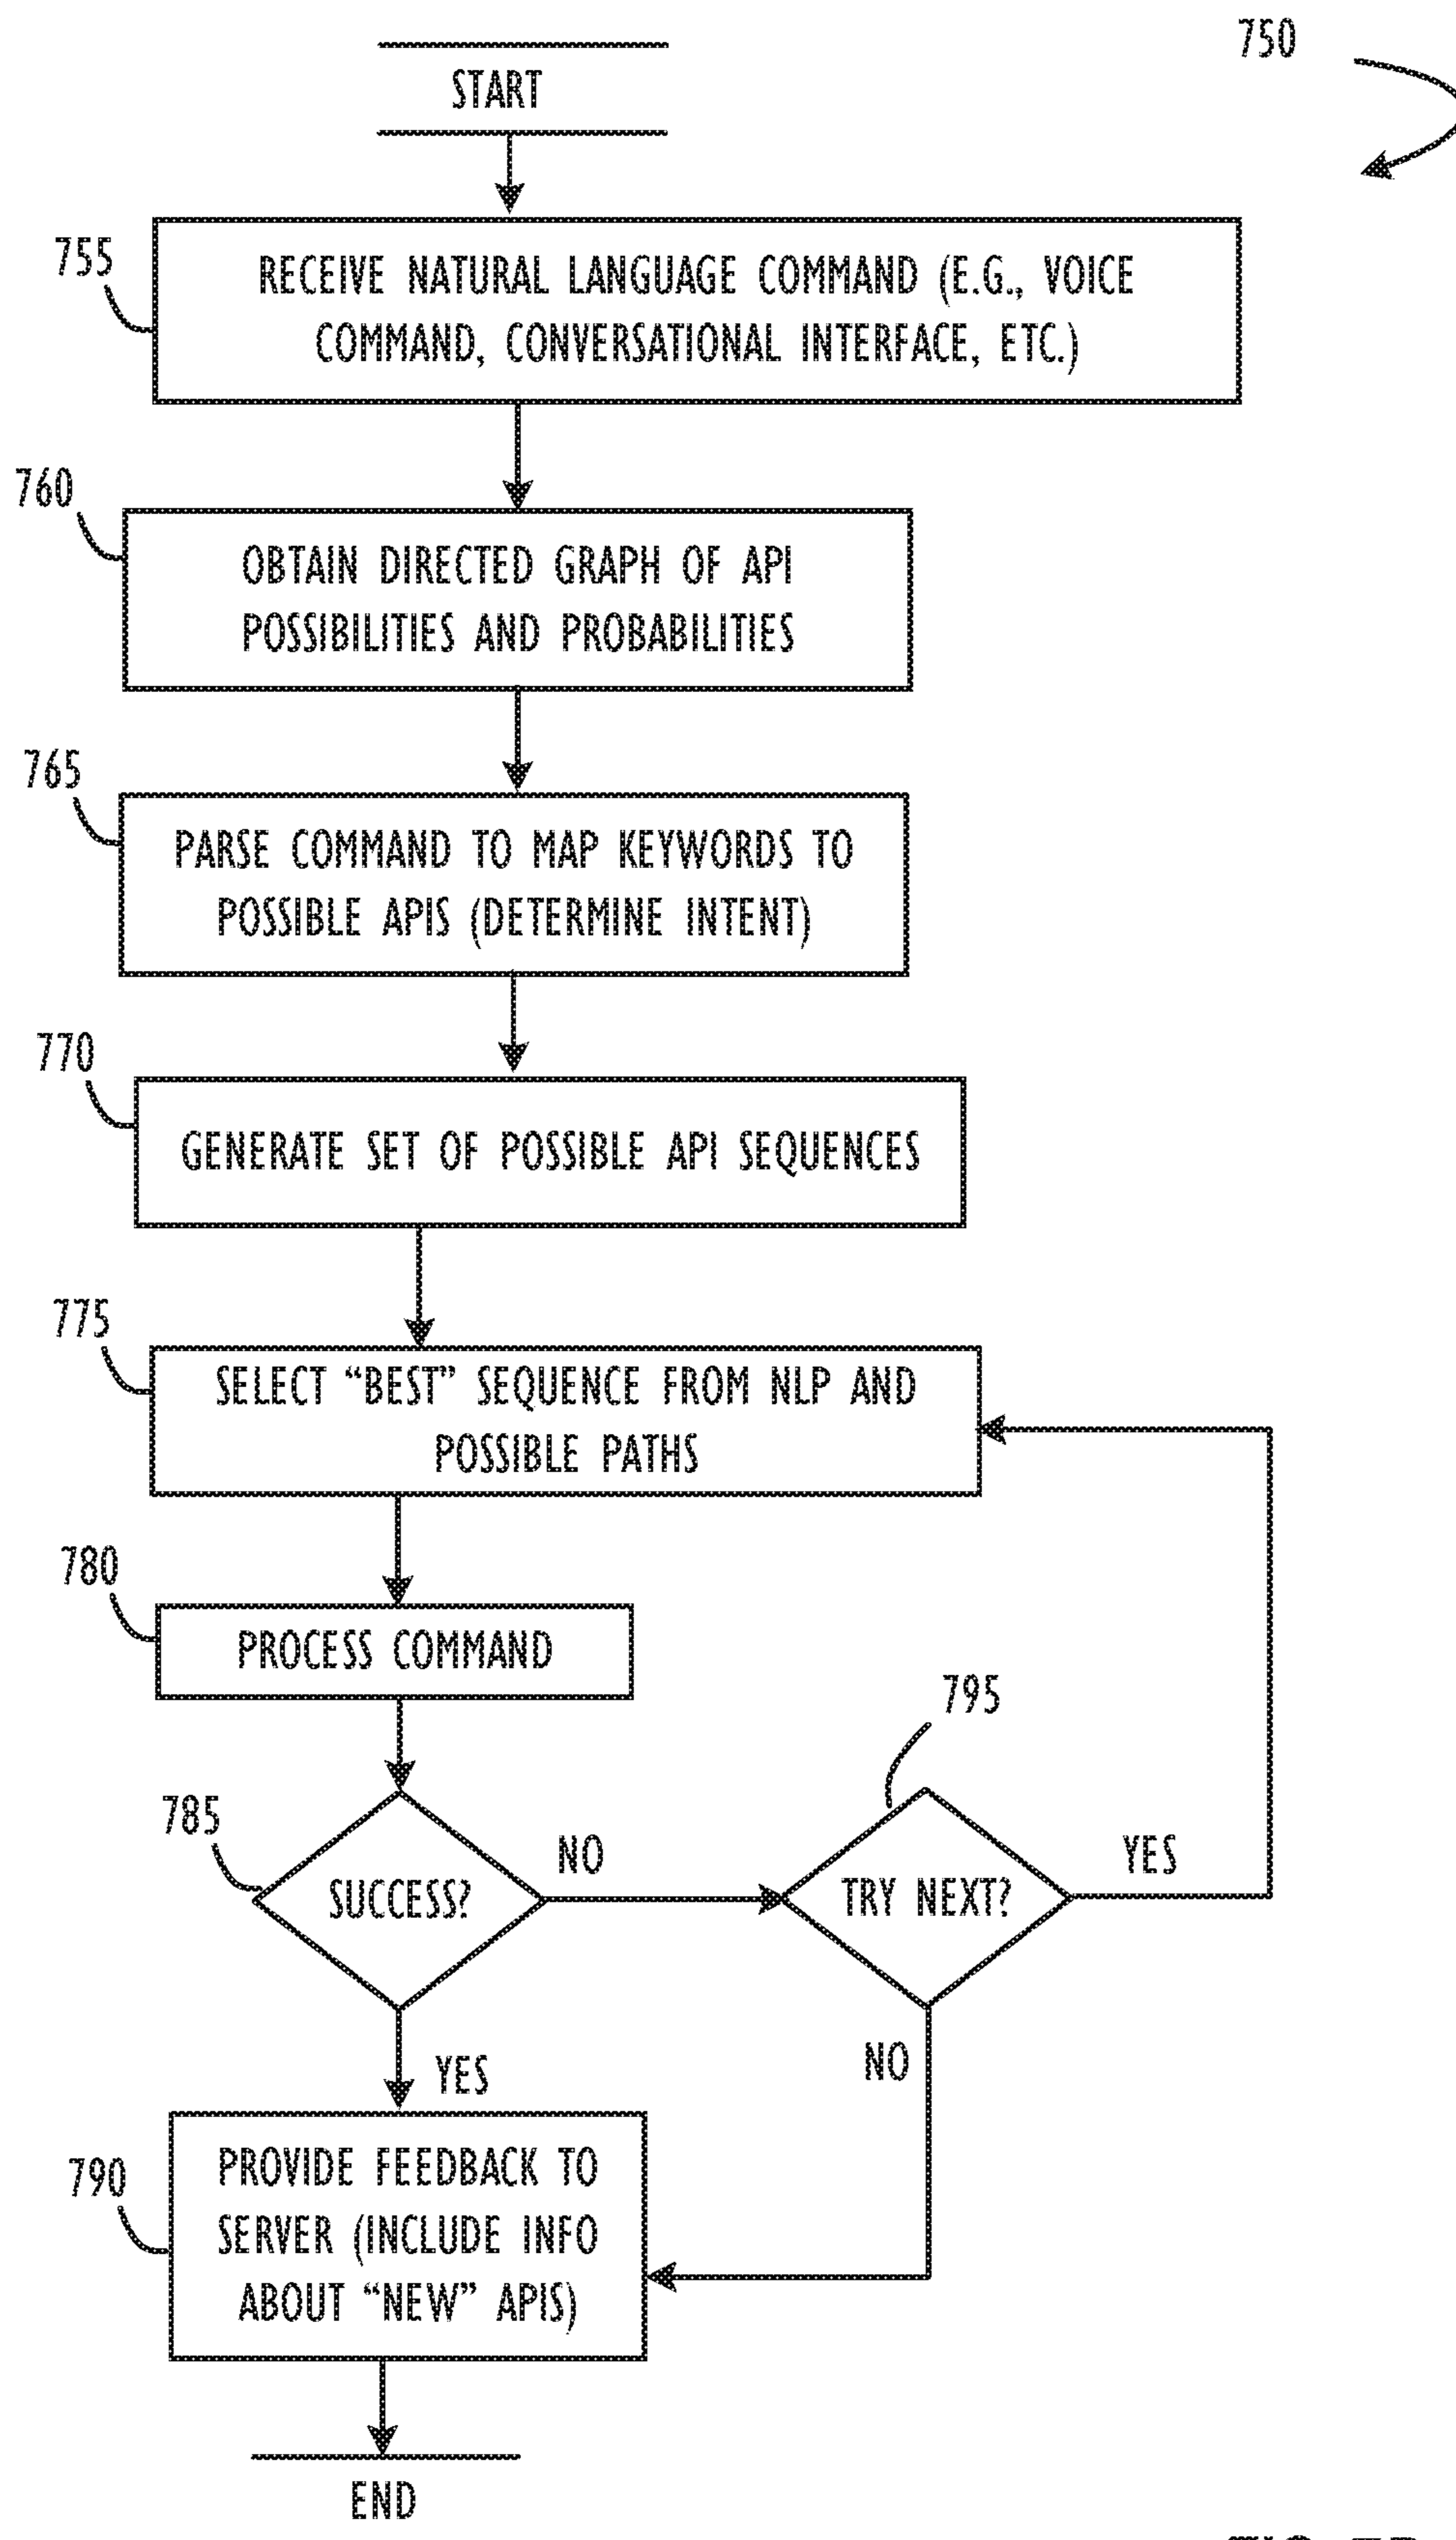 750
START
755
RECEIVE NATURAL LANGUAGE COMMAND (E.G., VOICE
COMMAND, CONVERSATIONAL INTERFACE, ETC.)
760
OBTAIN DIRECTED GRAPH OF API
POSSIBILITIES AND PROBABILITIES
765
PARSE COMMAND TO MAP KEYWORDS TO
POSSIBLE APIS (DETERMINE INTENT)
770
GENERATE SET OF POSSIBLE API SEQUENCES
775
SELECT “BEST” SEQUENCE FROM NLP AND
POSSIBLE PATHS
780
PROCESS COMMAND
795
785
SUCCESS?
NO
TRY NEXT?
YES
YES
NO
790
PROVIDE FEEDBACK TO
SERVER (INCLUDE INFO
ABOUT “NEW” APIS)
END